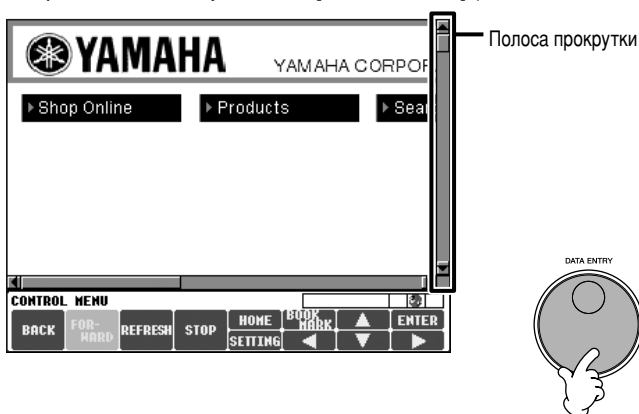 YAMAHA
YAMAHA CORPOR
Полоса прокрутки
Shop Online
Products
Sear
DATA ENTRY
CONTROL MENU
BACK
FOR-
WARD
REFRESH
STOP
HOME
BOOK
MARK
ENTER
SETTING